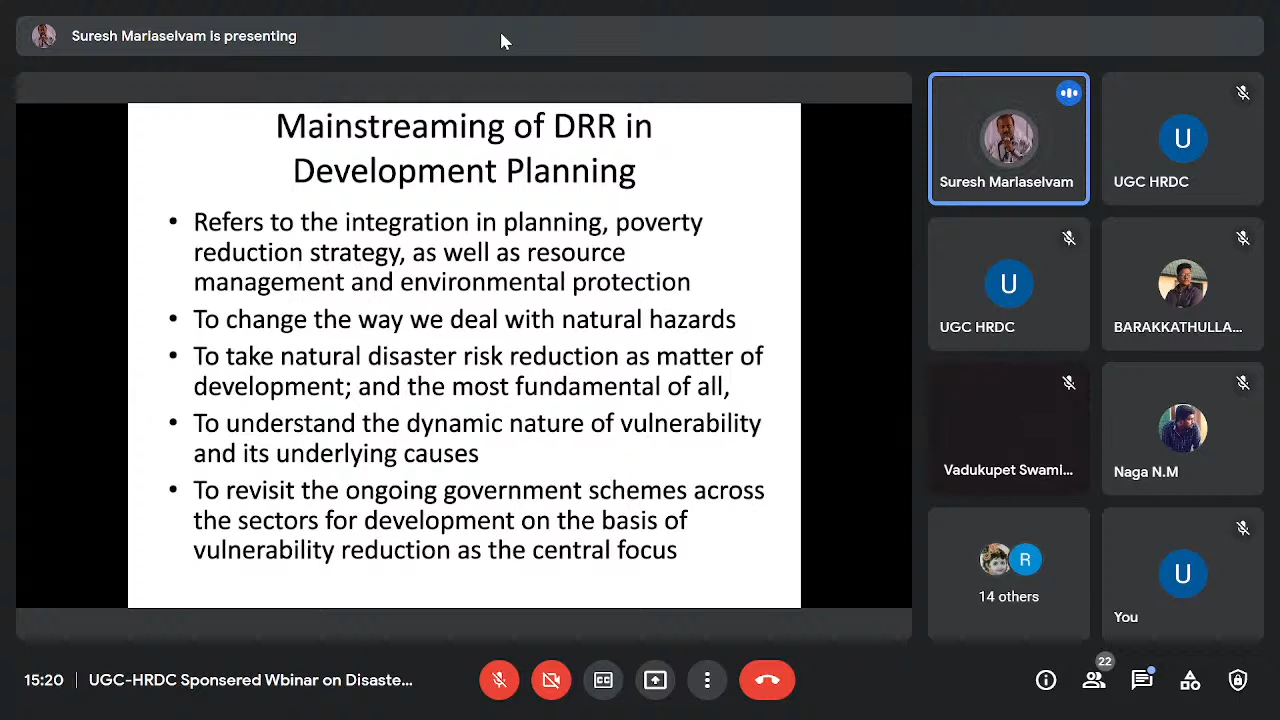 Suresh Mariaselvam is presenting
Mainstreaming of DRR in
Development Planning
• Refers to the integration in planning, poverty
reduction strategy, as well as resource
management and environmental protection
• To change the way we deal with natural hazards
• To take natural disaster risk reduction as matter of
development; and the most fundamental of all,
• To understand the dynamic nature of vulnerability
and its underlying causes
• To revisit the ongoing government schemes across
the sectors for development on the basis of
vulnerability reduction as the central focus
Suresh Mariaselvam
U
UGC HRDC
U
UGC HRDC
BARAKKATHULLA...
Vadukupet Swami...
Naga N.M
R
14 others
U
You
15:20 | UGC-HRDC Sponsered Wbinar on Disaste...
CC
22